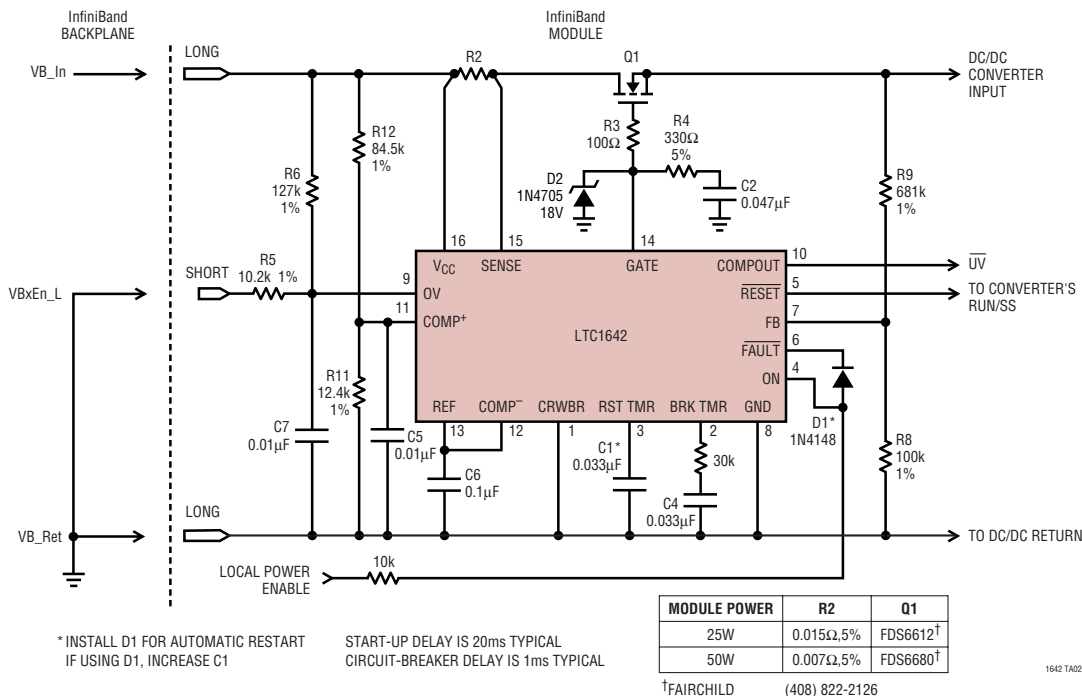 InfiniBand
BACKPLANE
InfiniBand
MODULE
VB_In
LONG
R2
Q1
DC/DC
CONVERTER
INPUT
R12
84.5k
1%
R3
100Ω
R4
330Ω
5%
R6
127k
1%
D2
1N4705
18V
C2
0.047µF
R9
681k
1%
16
15
14
VCC
SENSE
GATE
COMPOUT
10
UV
VBxEn_L
SHORT
R5
10.2k 1%
9
OV
RESET
5
TO CONVERTER'S
RUN/SS
11
COMP+
FB
7
LTC1642
FAULT
6
ON
4
R11
12.4k
1%
D1*
1N4148
REF
COMP–
CRWBR
RST TMR
BRK TMR
GND
13
12
1
3
2
8
C7
0.01µF
C5
0.01µF
C6
0.1µF
C1*
0.033µF
30k
C4
0.033µF
R8
100k
1%
VB_Ret
LONG
TO DC/DC RETURN
LOCAL POWER
ENABLE
10k
MODULE POWER R2 Q1
25W 0.015Ω,5% FDS6612†
50W 0.007Ω,5% FDS6680†
†FAIRCHILD (408) 822-2126
* INSTALL D1 FOR AUTOMATIC RESTART
IF USING D1, INCREASE C1
START-UP DELAY IS 20ms TYPICAL
CIRCUIT-BREAKER DELAY IS 1ms TYPICAL
1642 TA02